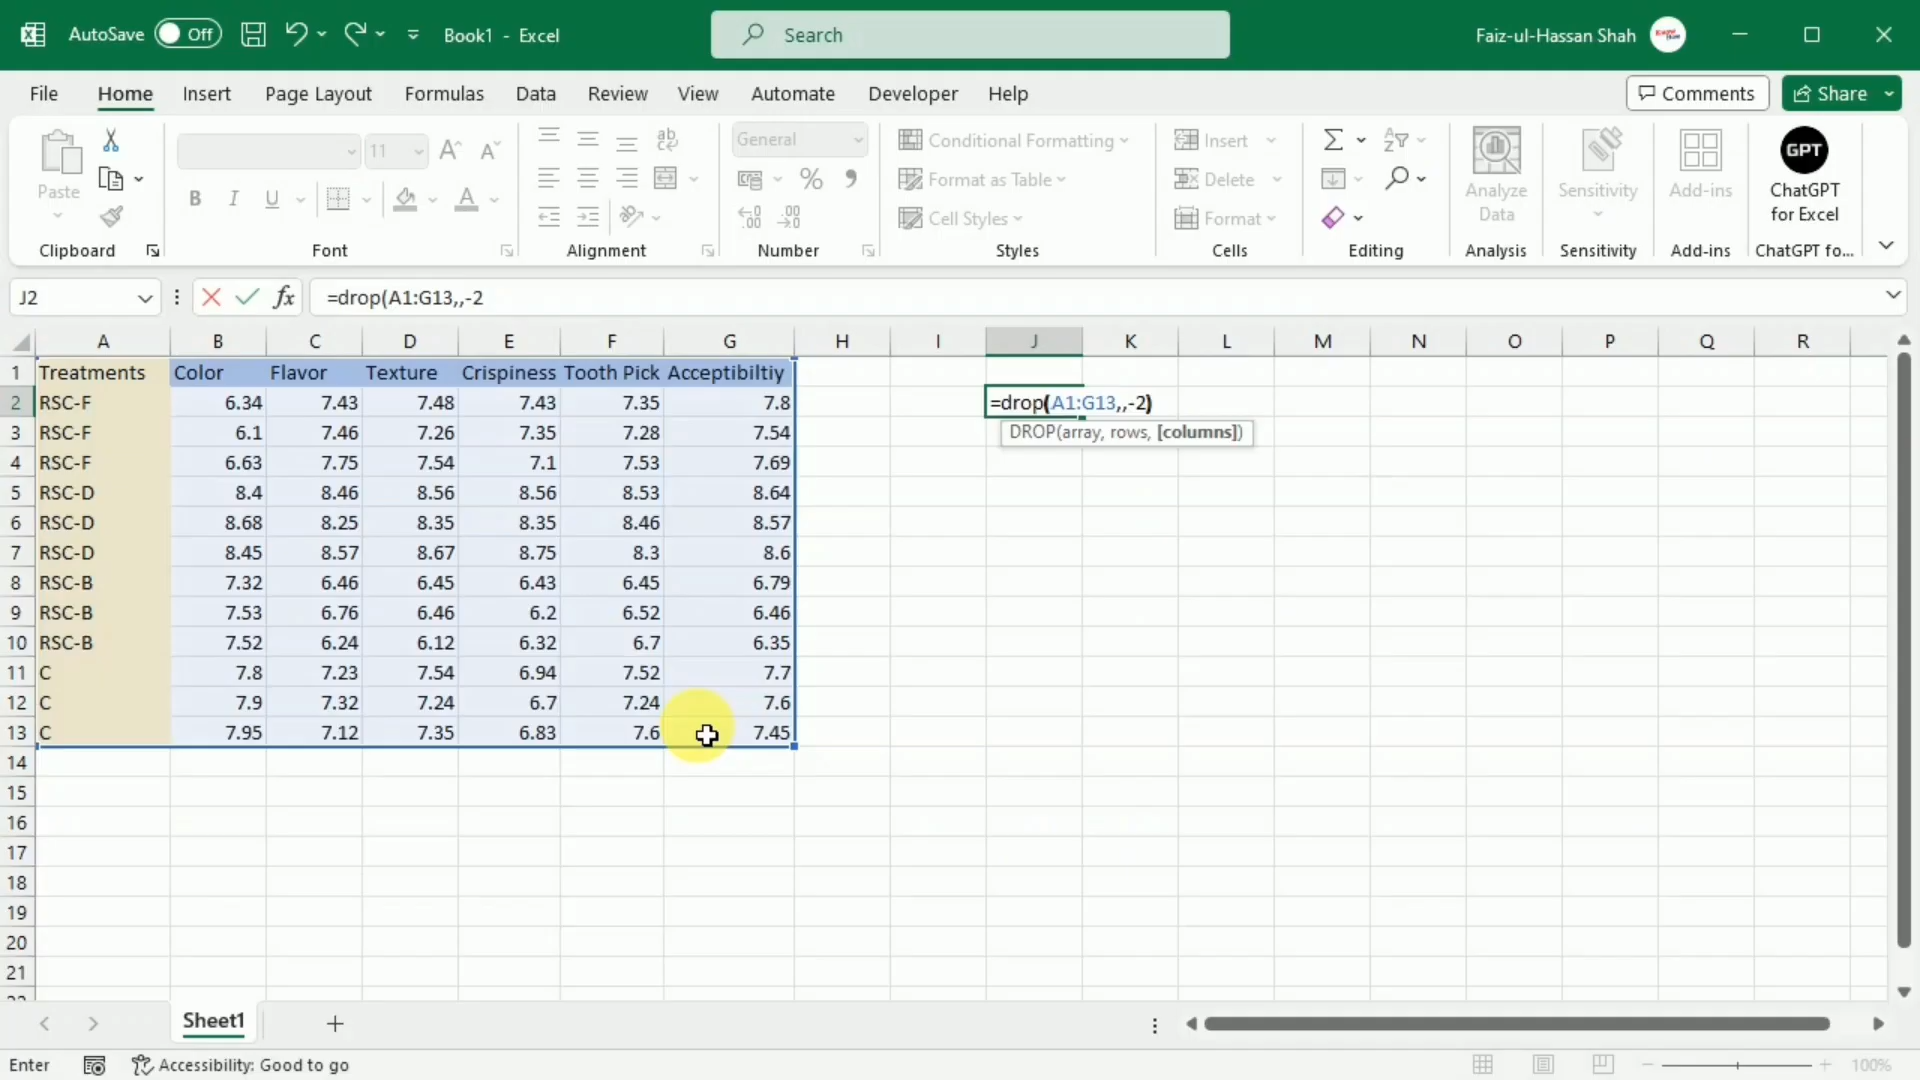 AutoSave Off Book1 - Excel Search Faiz-ul-Hassan Shah
File Home Insert Page Layout Formulas Data Review View Automate Developer Help Comments Share
Paste 11 General Conditional Formatting Insert Analyze Data Sensitivity Add-ins GPT ChatGPT for Excel
B I U A ab % Format as Table Delete
Cell Styles Format
Clipboard Font Alignment Number Styles Cells Editing Analysis Sensitivity Add-ins ChatGPT fo...
J2 fx =drop(A1:G13,,-2
A B C D E F G H I J K L M N O P Q R
1 Treatments Color Flavor Texture Crispiness Tooth Pick Acceptibiltiy
2 RSC-F 6.34 7.43 7.48 7.43 7.35 7.8 =drop(A1:G13,,-2)
3 RSC-F 6.1 7.46 7.26 7.35 7.28 7.54 DROP(array, rows, [columns])
4 RSC-F 6.63 7.75 7.54 7.1 7.53 7.69
5 RSC-D 8.4 8.46 8.56 8.56 8.53 8.64
6 RSC-D 8.68 8.25 8.35 8.35 8.46 8.57
7 RSC-D 8.45 8.57 8.67 8.75 8.3 8.6
8 RSC-B 7.32 6.46 6.45 6.43 6.45 6.79
9 RSC-B 7.53 6.76 6.46 6.2 6.52 6.46
10 RSC-B 7.52 6.24 6.12 6.32 6.7 6.35
11 C 7.8 7.23 7.54 6.94 7.52 7.7
12 C 7.9 7.32 7.24 6.7 7.24 7.6
13 C 7.95 7.12 7.35 6.83 7.6 7.45
14
15
16
17
18
19
20
21
Sheet1
Enter Accessibility: Good to go 100%